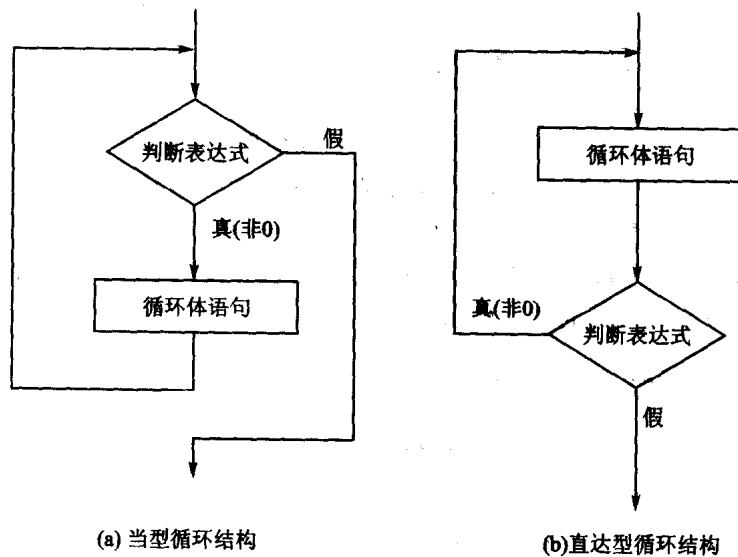 判断表达式
假
真(非0)
循环体语句
(a) 当型循环结构
循环体语句
真(非0)
判断表达式
假
(b)直达型循环结构